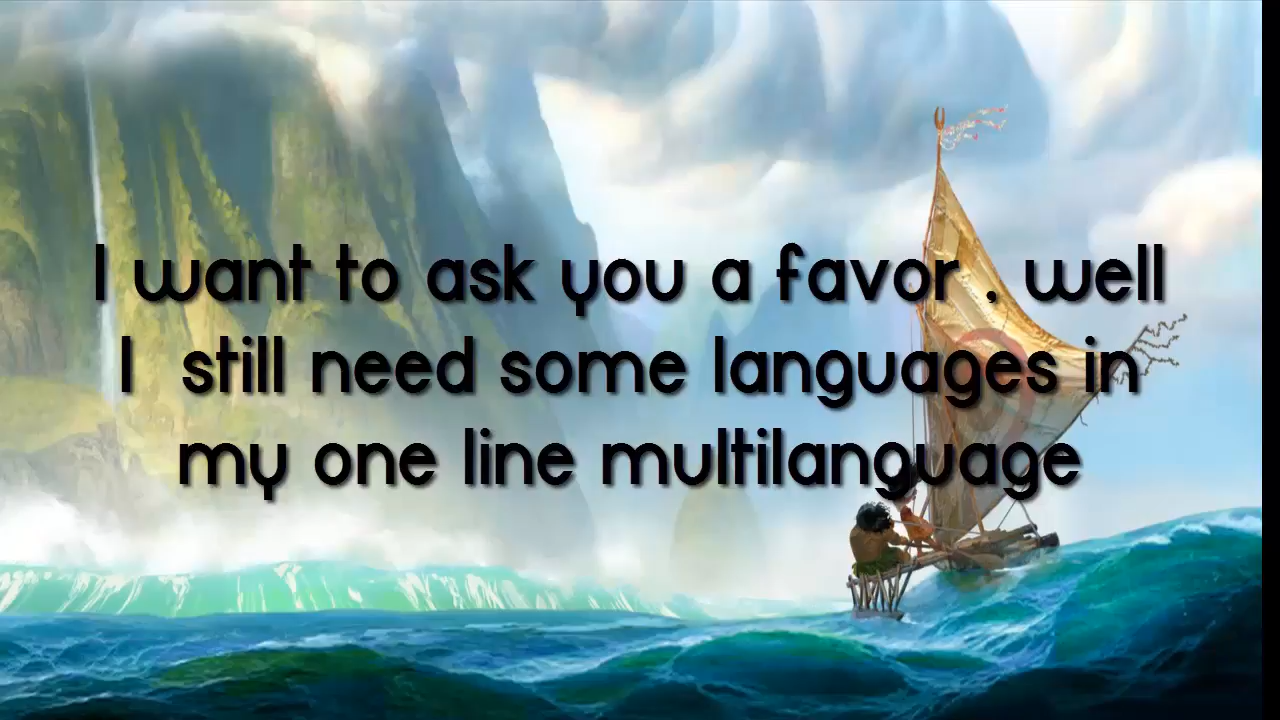 I want to ask you a favor , well
I still need some languages in
my one line multilanguage